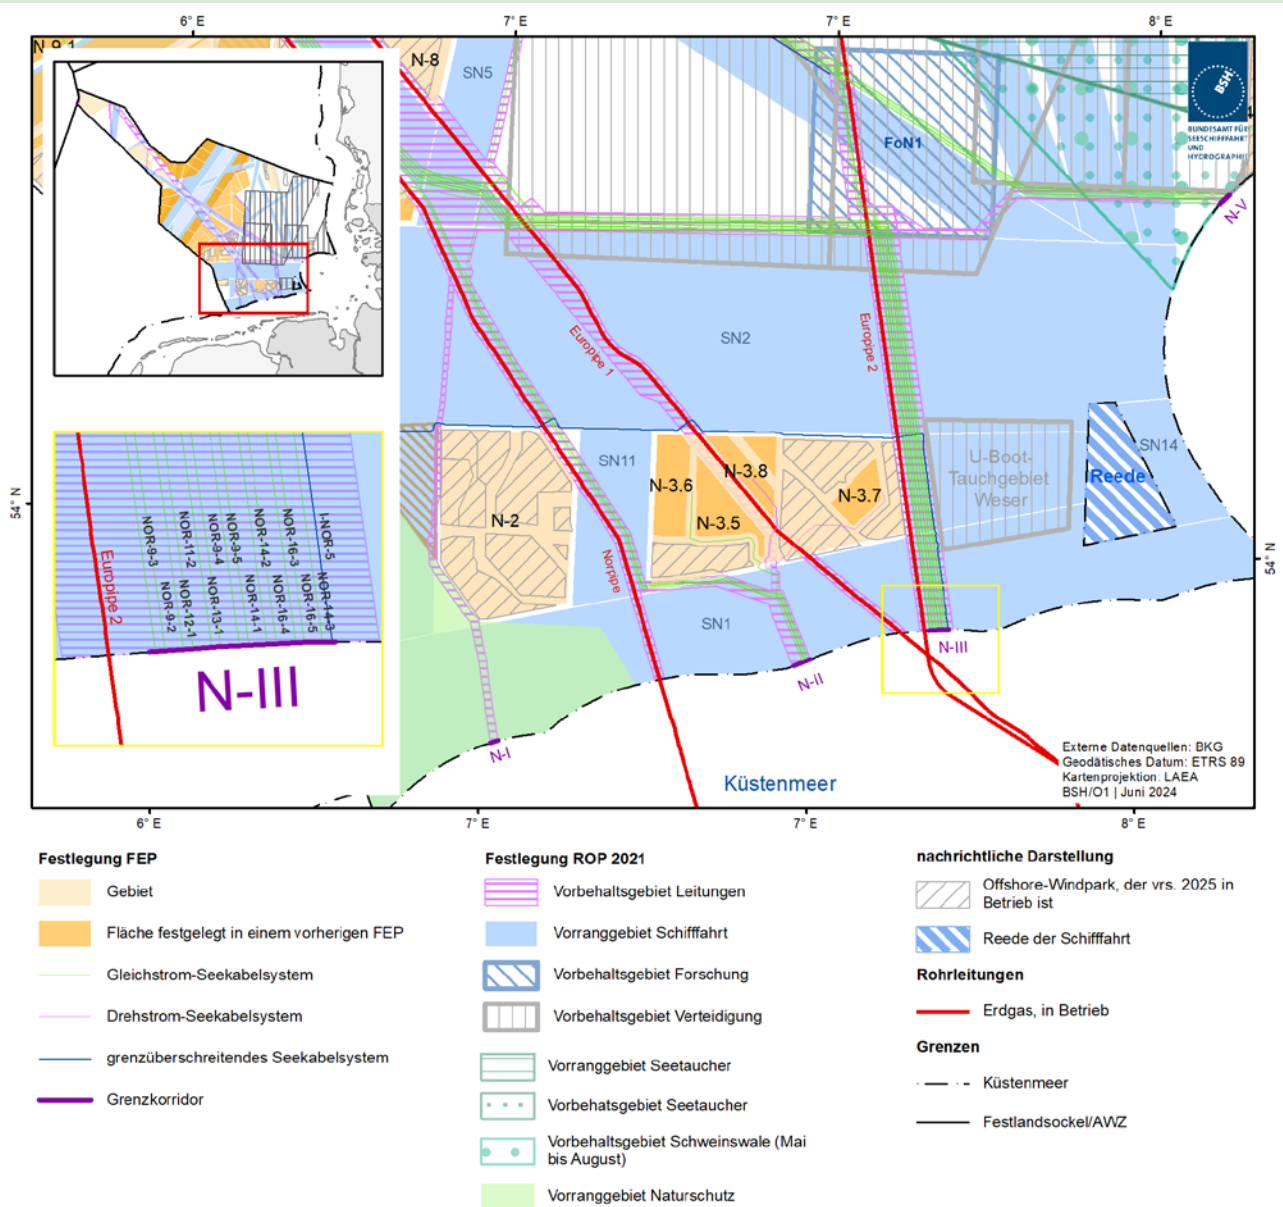 6° E
7° E
7° E
8° E
N-9.1
N-8
SN5
FoN1
BSH
BUNDESAMT FÜR
SEESCHIFFFAHRT
UND
HYDROGRAPHIE
N-V
SN2
Europipe 1
Europipe 2
54° N
SN11
N-3.6
N-3.8
N-3.5
N-3.7
N-2
U-Boot-
Tauchgebiet
Weser
Reede
SN14
54° N
Norpipe
SN1
N-I
N-II
N-III
Küstenmeer
Europipe 2
NOR-9-3
NOR-11-2
NOR-9-4
NOR-9-5
NOR-14-2
NOR-16-3
I-NOR-5
NOR-9-2
NOR-12-1
NOR-13-1
NOR-14-1
NOR-16-4
NOR-16-5
NOR-14-3
N-III
Externe Datenquellen: BKG
Geodätisches Datum: ETRS 89
Kartenprojektion: LAEA
BSH/O1 | Juni 2024
6° E
7° E
7° E
8° E
Festlegung FEP
Gebiet
Fläche festgelegt in einem vorherigen FEP
Gleichstrom-Seekabelsystem
Drehstrom-Seekabelsystem
grenzüberschreitendes Seekabelsystem
Grenzkorridor
Festlegung ROP 2021
Vorbehaltsgebiet Leitungen
Vorranggebiet Schifffahrt
Vorbehaltsgebiet Forschung
Vorbehaltsgebiet Verteidigung
Vorranggebiet Seetaucher
Vorbehatsgebiet Seetaucher
Vorbehaltsgebiet Schweinswale (Mai
bis August)
Vorranggebiet Naturschutz
nachrichtliche Darstellung
Offshore-Windpark, der vrs. 2025 in
Betrieb ist
Reede der Schifffahrt
Rohrleitungen
Erdgas, in Betrieb
Grenzen
Küstenmeer
Festlandsockel/AWZ